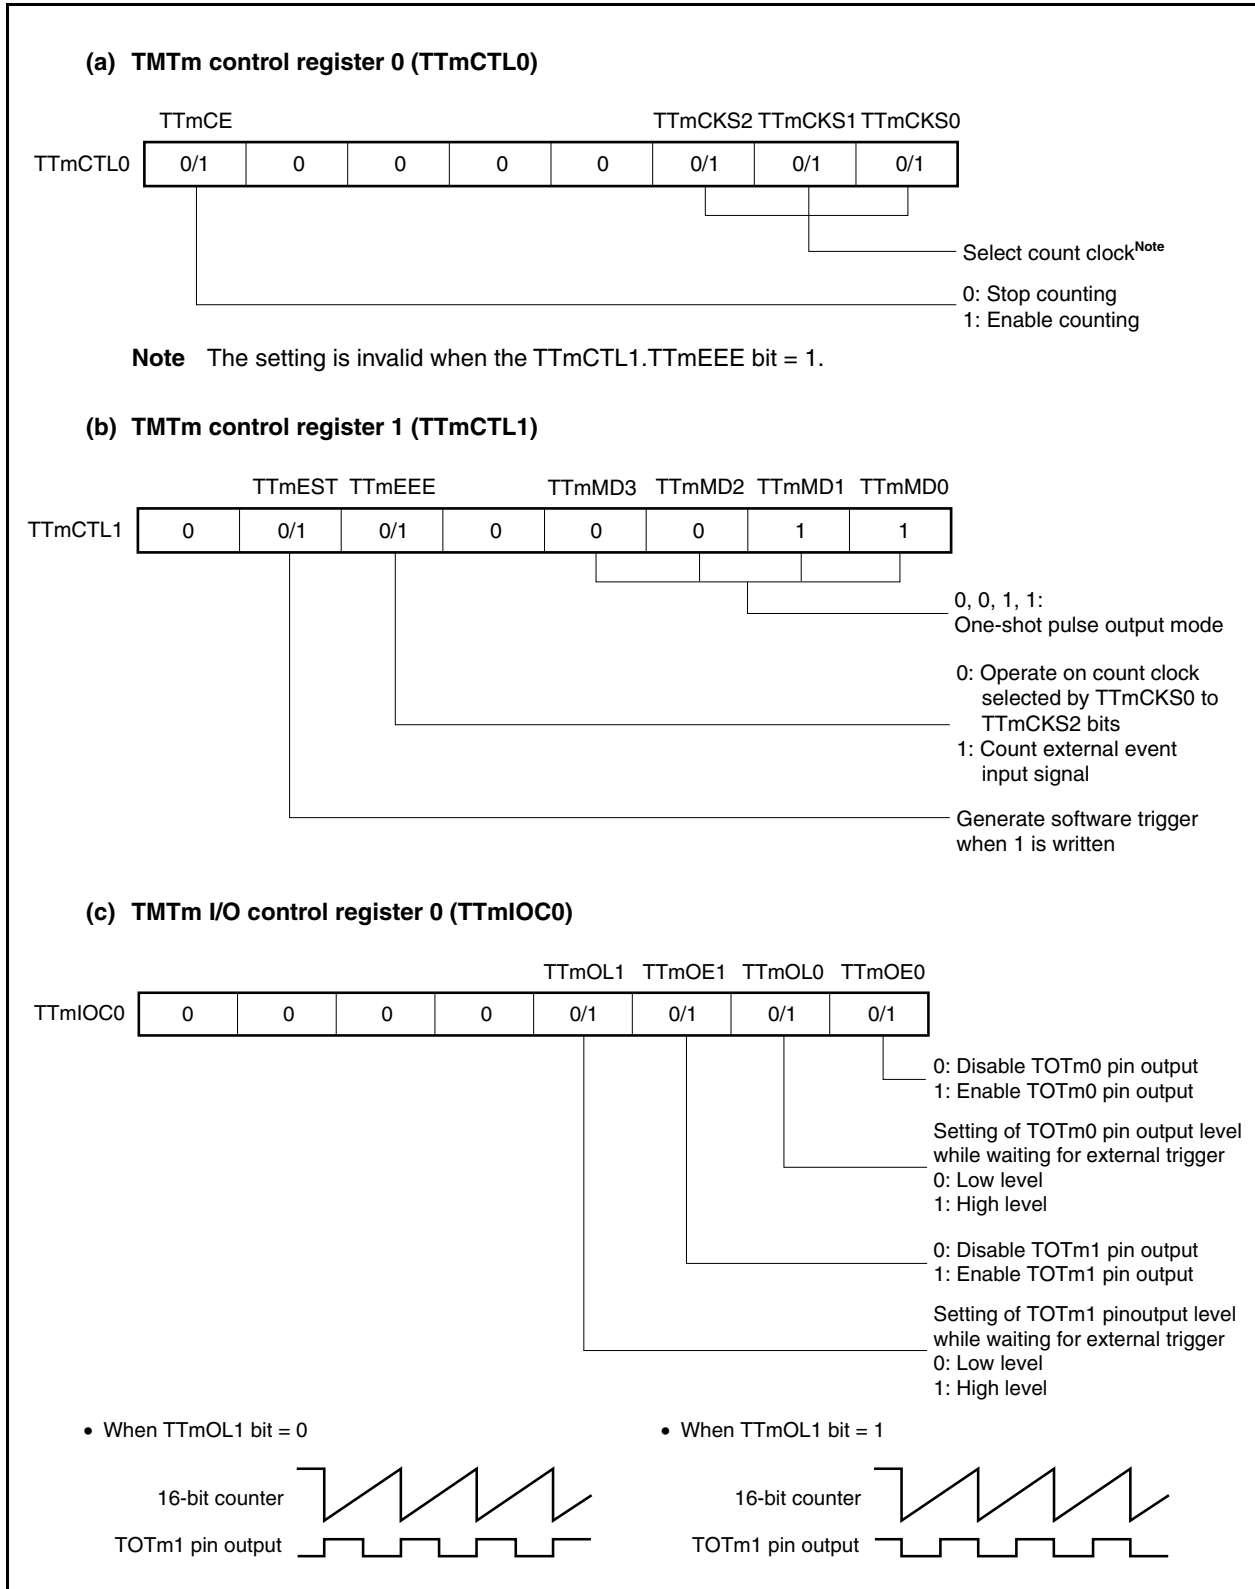 (a) TMTm control register 0 (TTmCTL0)
TTmCE TTmCKS2 TTmCKS1 TTmCKS0
TTmCTL0 0/1 0 0 0 0 0/1 0/1 0/1
Select count clockNote
0: Stop counting
1: Enable counting
Note The setting is invalid when the TTmCTL1.TTmEEE bit = 1.
(b) TMTm control register 1 (TTmCTL1)
TTmEST TTmEEE TTmMD3 TTmMD2 TTmMD1 TTmMD0
TTmCTL1 0 0/1 0/1 0 0 0 1 1
0, 0, 1, 1:
One-shot pulse output mode
0: Operate on count clock
selected by TTmCKS0 to
TTmCKS2 bits
1: Count external event
input signal
Generate software trigger
when 1 is written
(c) TMTm I/O control register 0 (TTmIOC0)
TTmOL1 TTmOE1 TTmOL0 TTmOE0
TTmIOC0 0 0 0 0 0/1 0/1 0/1 0/1
0: Disable TOTm0 pin output
1: Enable TOTm0 pin output
Setting of TOTm0 pin output level
while waiting for external trigger
0: Low level
1: High level
0: Disable TOTm1 pin output
1: Enable TOTm1 pin output
Setting of TOTm1 pinoutput level
while waiting for external trigger
0: Low level
1: High level
• When TTmOL1 bit = 0 • When TTmOL1 bit = 1
16-bit counter 16-bit counter
TOTm1 pin output TOTm1 pin output